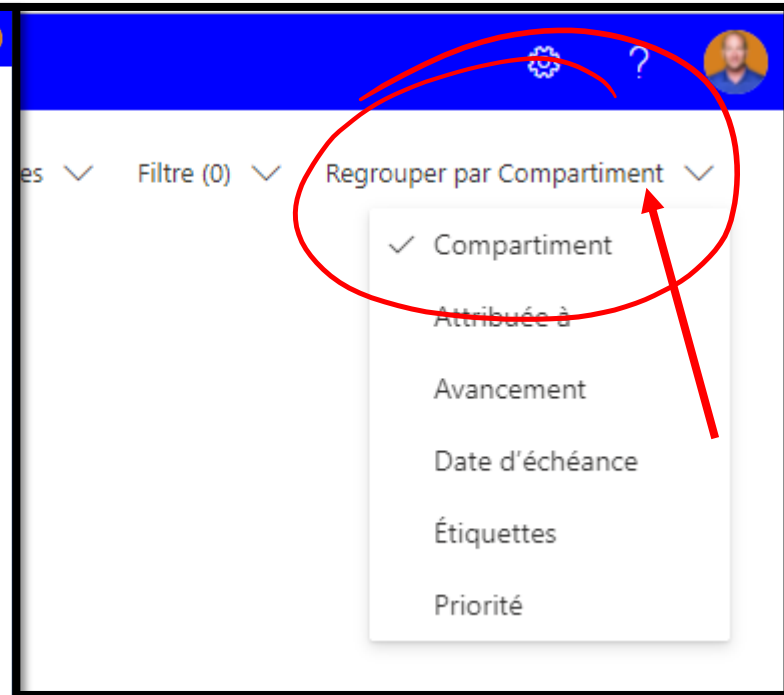 es Filtre (0) Regrouper par Compartiment
Compartiment
Attribuée à
Avancement
Date d'échéance
Étiquettes
Priorité